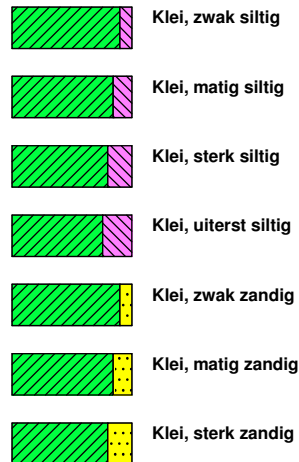 Klei, zwak siltig
Klei, matig siltig
Klei, sterk siltig
Klei, uiterst siltig
Klei, zwak zandig
Klei, matig zandig
Klei, sterk zandig